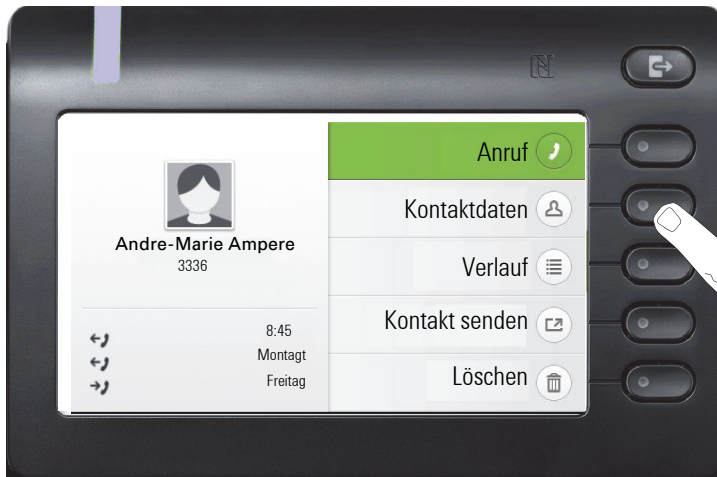 Andre-Marie Ampere
3336
8:45
Montagt
Freitag
Anruf
Kontaktdaten
Verlauf
Kontakt senden
Löschen